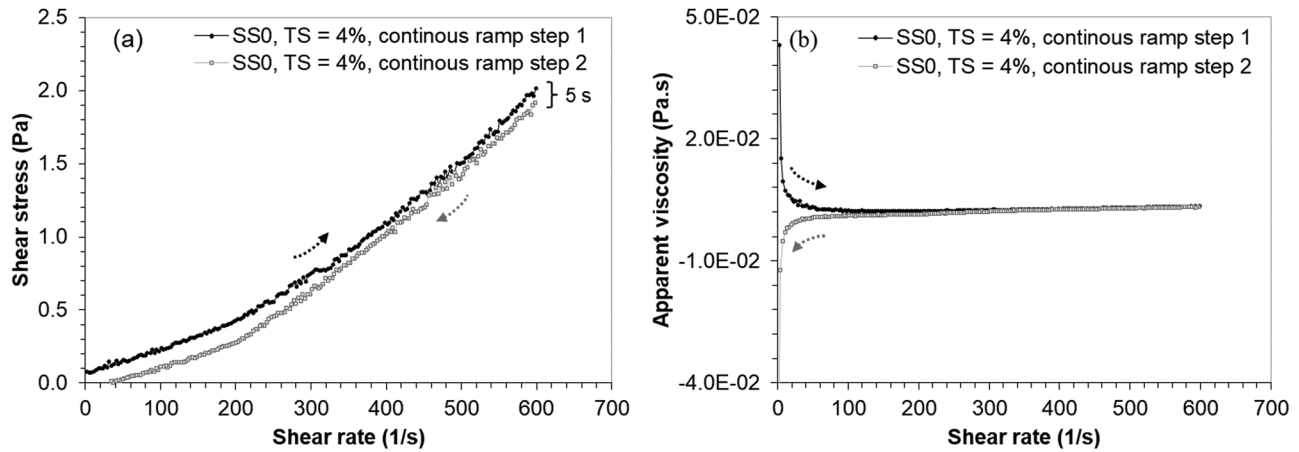 (a)
SS0, TS = 4%, continous ramp step 1
SS0, TS = 4%, continous ramp step 2
5 s
Shear stress (Pa)
2.5
2.0
1.5
1.0
0.5
0.0
0 100 200 300 400 500 600 700
Shear rate (1/s)
(b)
SS0, TS = 4%, continous ramp step 1
SS0, TS = 4%, continous ramp step 2
Apparent viscosity (Pa.s)
5.0E-02
2.0E-02
-1.0E-02
-4.0E-02
0 100 200 300 400 500 600 700
Shear rate (1/s)